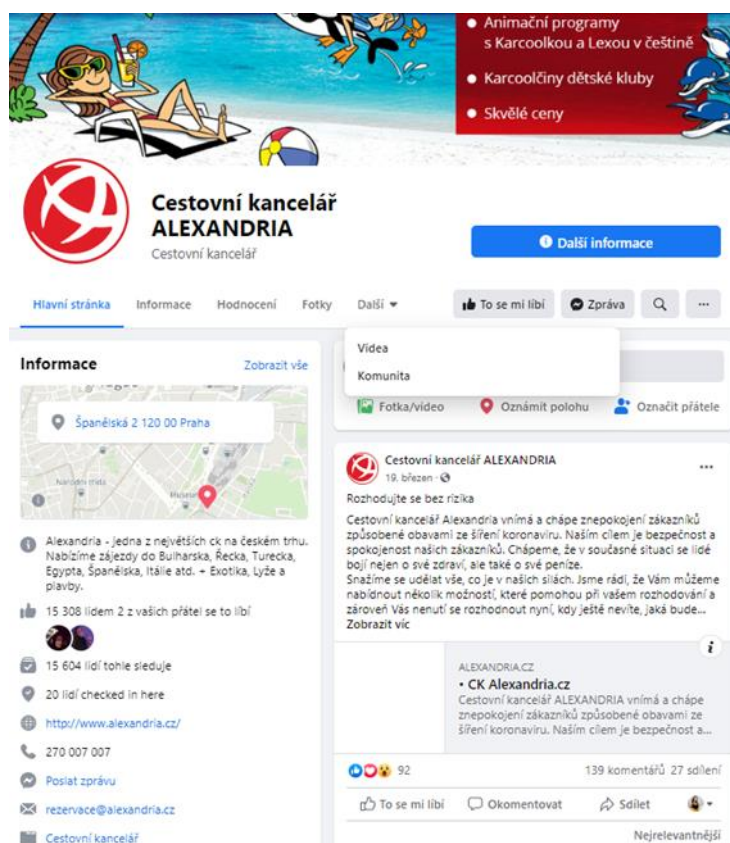 • Animační programy
s Karcoolkou a Lexou v češtině
• Karcoolčiny dětské kluby
• Skvělé ceny
Cestovní kancelář
ALEXANDRIA
Cestovní kancelář
Další informace
Hlavní stránka
Informace
Hodnocení
Fotky
Další
To se mi líbí
Zpráva
Videa
Komunita
Informace
Zobrazit vše
Španělská 2 120 00 Praha
Národní třída
Museum
Alexandria - jedna z největších ck na českém trhu.
Nabízíme zájezdy do Bulharska, Řecka, Turecka,
Egypta, Španělska, Itálie atd. + Exotika, Lyže a
plavby.
15 308 lidem 2 z vašich přátel se to líbí
15 604 lidí tohle sleduje
20 lidí checked in here
http://www.alexandria.cz/
270 007 007
Poslat zprávu
rezervace@alexandria.cz
Cestovní kancelář
Fotka/video
Oznámit polohu
Označit přátele
Cestovní kancelář ALEXANDRIA
19. březen ·
Rozhodujte se bez rizika
Cestovní kancelář Alexandria vnímá a chápe znepokojení zákazníků
způsobené obavami ze šíření koronaviru. Naším cílem je bezpečnost a
spokojenost našich zákazníků. Chápeme, že v současné situaci se lidé
bojí nejen o své zdraví, ale také o své peníze.
Snažíme se udělat vše, co je v našich silách. Jsme rádi, že Vám můžeme
nabídnout několik možností, které pomohou při vašem rozhodování a
zároveň Vás nenutí se rozhodnout nyní, kdy ještě nevíte, jaká bude...
Zobrazit víc
ALEXANDRIA.CZ
• CK Alexandria.cz
Cestovní kancelář ALEXANDRIA vnímá a chápe
znepokojení zákazníků způsobené obavami ze
šíření koronaviru. Naším cílem je bezpečnost a...
92
139 komentářů 27 sdílení
To se mi líbí
Okomentovat
Sdílet
Nejrelevantnější